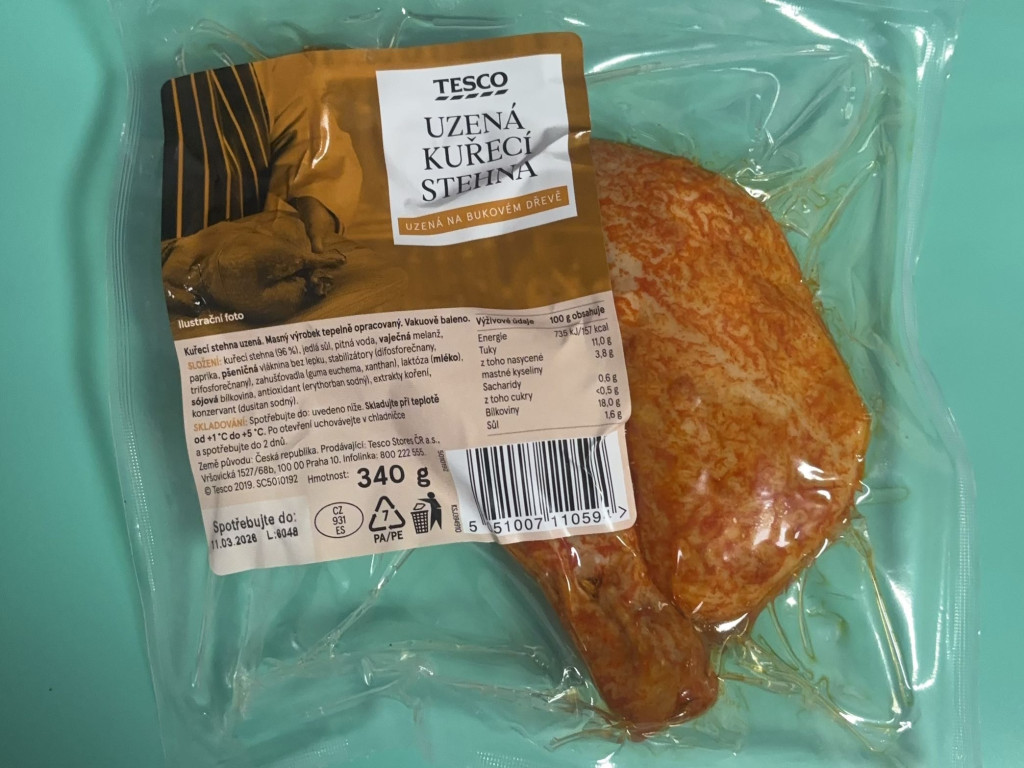 TESCO
UZENÁ
KUŘECÍ
STEHNA
UZENÁ NA BUKOVÉM DŘEVĚ
Ilustrační foto
Kuřecí stehna uzená. Masný výrobek tepelně opracovaný. Vakuově baleno.
SLOŽENÍ: kuřecí stehna (96 %), jedlá sůl, pitná voda, vaječná melanž,
paprika, pšeničná vláknina bez lepku, stabilizátory (difosforečnany,
trifosforečnany), zahušťovadla (guma euchema, xanthan), laktóza (mléko),
sójová bílkovina, antioxidant (erythorban sodný), extrakty koření,
konzervant (dusitan sodný).
SKLADOVÁNÍ: Spotřebujte do: uvedeno níže. Skladujte při teplotě
od +1 °C do +5 °C. Po otevření uchovávejte v chladničce
a spotřebujte do 2 dnů.
Země původu: Česká republika. Prodávající: Tesco Stores ČR a.s.,
Vršovická 1527/68b, 100 00 Praha 10. Infolinka: 800 222 555.
© Tesco 2019. SC5010192 Hmotnost: 340 g
Výživové údaje 100 g obsahuje
Energie 735 kJ/157 kcal
Tuky 11,0 g
z toho nasycené 3,8 g
mastné kyseliny
Sacharidy 0,6 g
z toho cukry <0,5 g
Bílkoviny 18,0 g
Sůl 1,6 g
Spotřebujte do:
11.03.2026 L:6048
CZ
931
ES
7
PA/PE
5 51007 11059